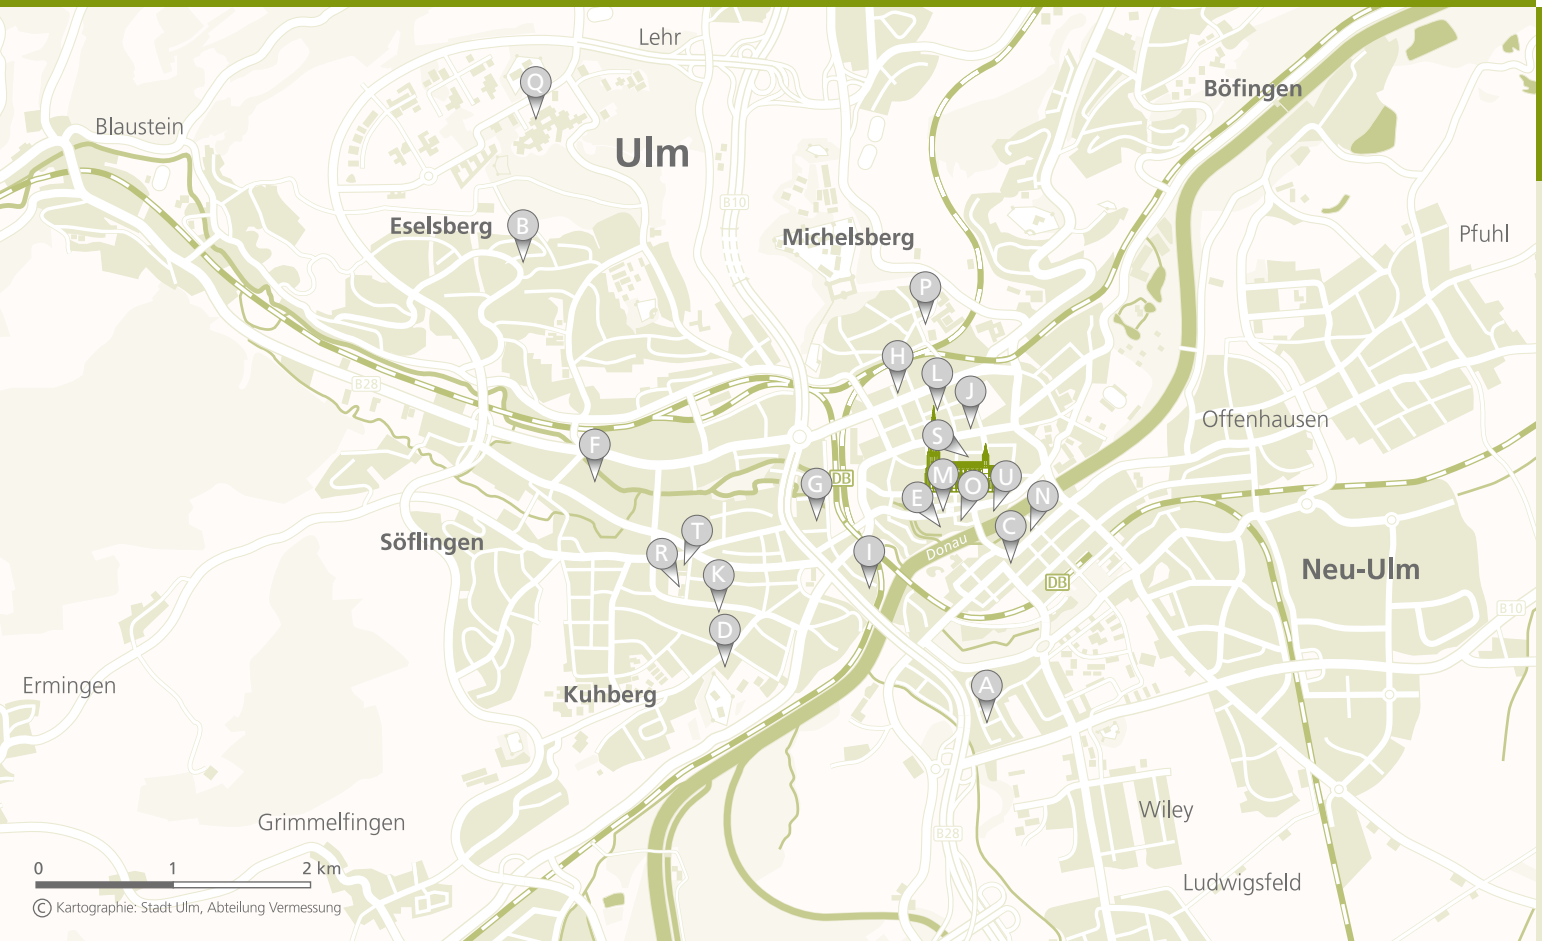 Lehr
Q
Böfingen
Blaustein
Ulm
B10
Eselsberg
B
Michelsberg
Pfuhl
P
H
L
B28
J
Offenhausen
S
F
G
DB
M
O
U
E
N
C
T
Söflingen
R
I
Donau
K
DB
Neu-Ulm
B10
D
A
Ermingen
Kuhberg
Wiley
Grimmelfingen
B28
0 1 2 km
Ludwigsfeld
© Kartographie: Stadt Ulm, Abteilung Vermessung